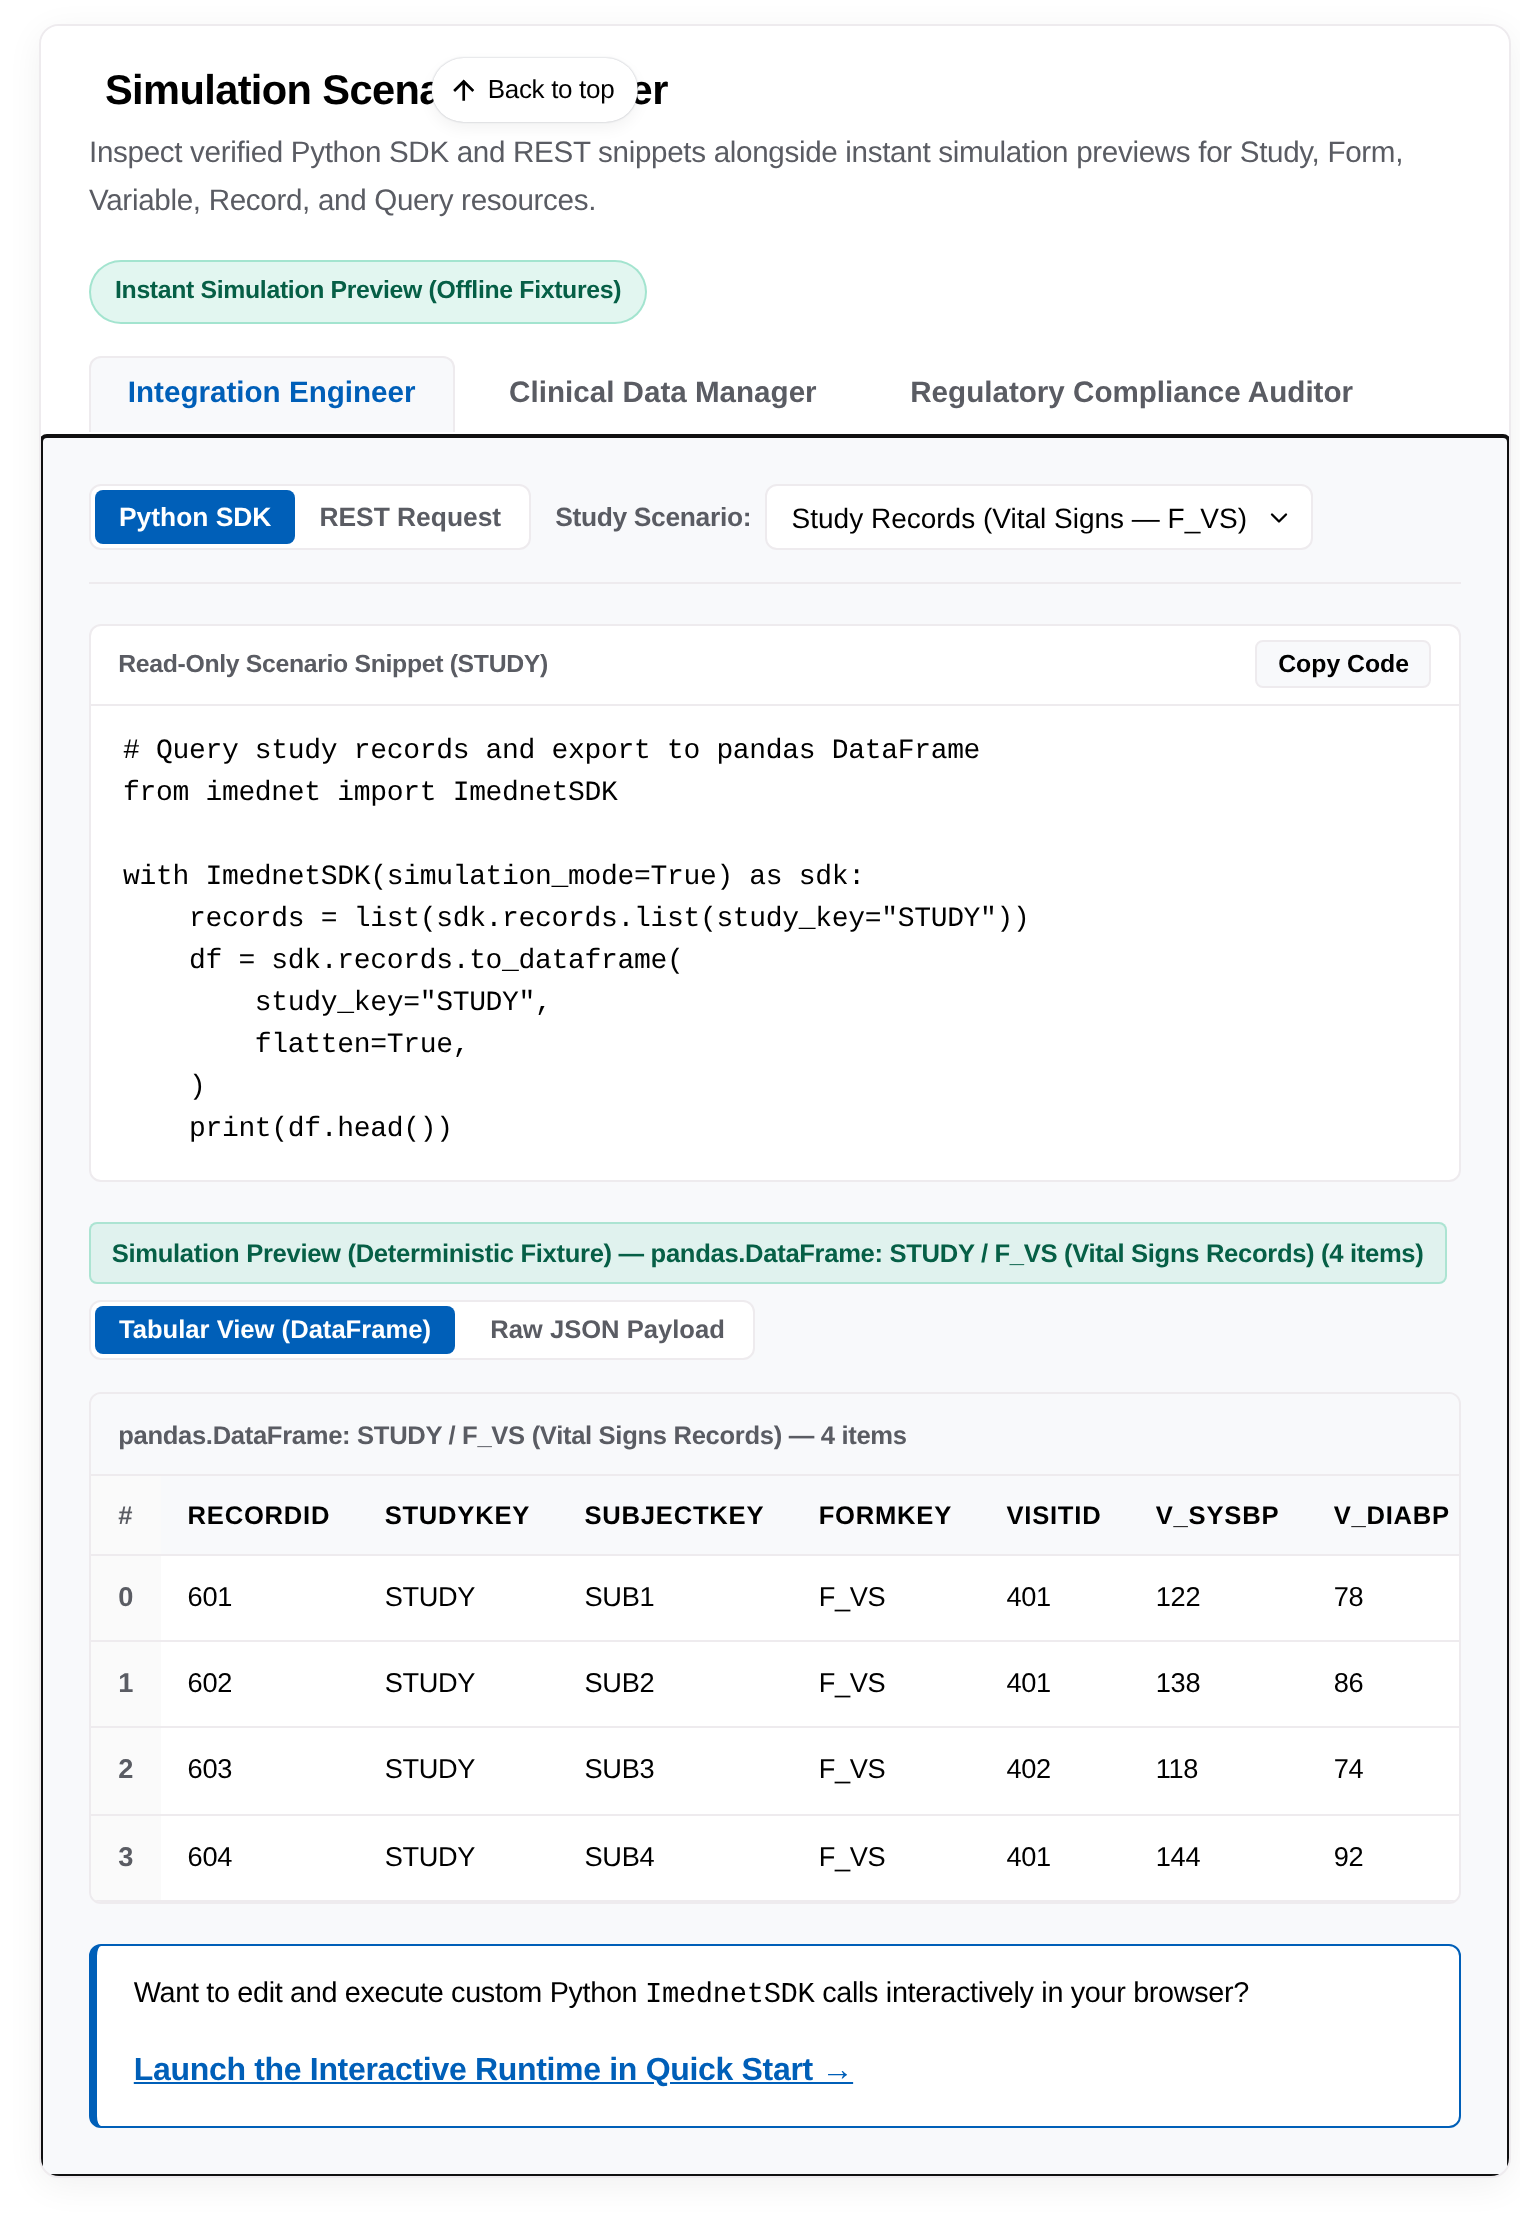 Simulation Scena
er
↑ Back to top
Inspect verified Python SDK and REST snippets alongside instant simulation previews for Study, Form,
Variable, Record, and Query resources.
Instant Simulation Preview (Offline Fixtures)
Integration Engineer
Clinical Data Manager
Regulatory Compliance Auditor
Python SDK
REST Request
Study Scenario:
Study Records (Vital Signs — F_VS)
Read-Only Scenario Snippet (STUDY)
Copy Code
# Query study records and export to pandas DataFrame
from imednet import ImednetSDK
with ImednetSDK(simulation_mode=True) as sdk:
    records = list(sdk.records.list(study_key="STUDY"))
    df = sdk.records.to_dataframe(
        study_key="STUDY",
        flatten=True,
    )
    print(df.head())
Simulation Preview (Deterministic Fixture) — pandas.DataFrame: STUDY / F_VS (Vital Signs Records) (4 items)
Tabular View (DataFrame)
Raw JSON Payload
pandas.DataFrame: STUDY / F_VS (Vital Signs Records) — 4 items
# RECORDID STUDYKEY SUBJECTKEY FORMKEY VISITID V_SYSBP V_DIABP
0 601 STUDY SUB1 F_VS 401 122 78
1 602 STUDY SUB2 F_VS 401 138 86
2 603 STUDY SUB3 F_VS 402 118 74
3 604 STUDY SUB4 F_VS 401 144 92
Want to edit and execute custom Python ImednetSDK calls interactively in your browser?
Launch the Interactive Runtime in Quick Start →